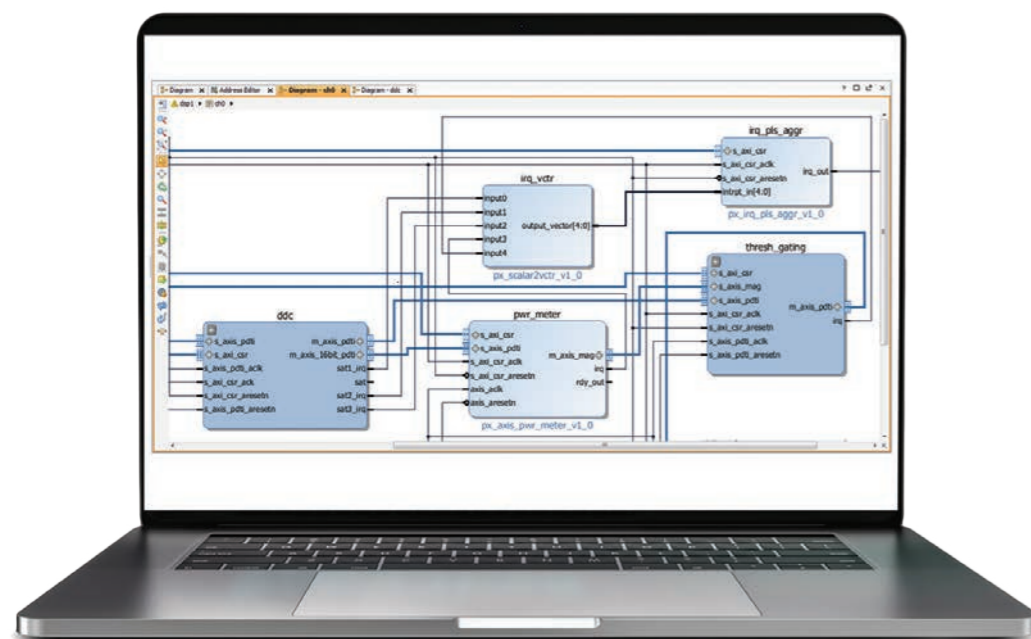 Diagram Address Editor Diagram - ch0 Diagram - ddc
dsp1 ch0
irq_pls_aggr
s_axi_csr
s_axi_csr_aclk
s_axi_csr_aresetn
intrpt_in[4:0]
irq_out
px_irq_pls_aggr_v1_0
irq_vctr
input0
input1
input2
input3
input4
output_vector[4:0]
px_scalar2vctr_v1_0
thresh_gating
s_axi_csr
s_axis_mag
s_axis_pdti
s_axi_csr_aclk
s_axi_csr_aresetn
s_axis_pdti_aclk
s_axis_pdti_aresetn
m_axis_pdti
irq
ddc
s_axis_pdti
s_axi_csr
s_axis_pdti_aclk
s_axi_csr_ack
s_axi_csr_aresetn
s_axis_pdti_aresetn
m_axis_pdti
m_axis_16bit_pdti
sat1_irq
sat
sat2_irq
sat3_irq
pwr_meter
s_axi_csr
s_axis_pdti
s_axi_csr_aclk
s_axi_csr_aresetn
axis_aclk
axis_aresetn
m_axis_mag
irq
rdy_out
px_axis_pwr_meter_v1_0